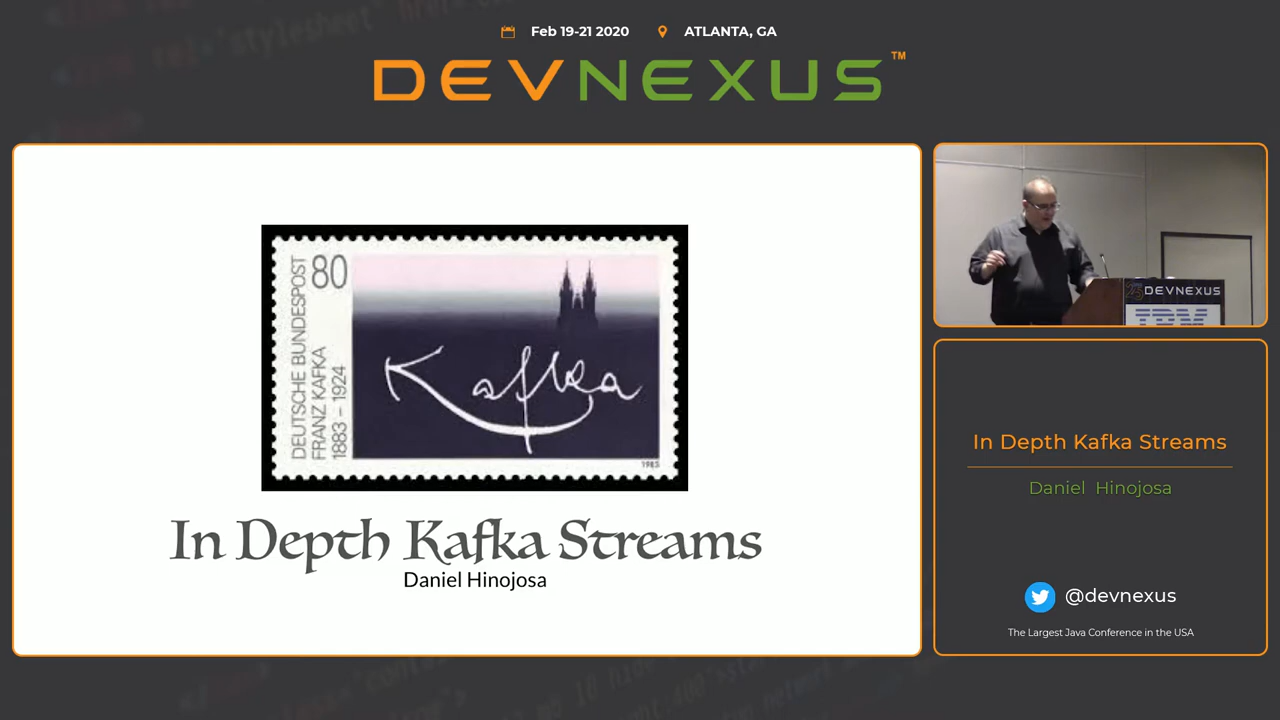 Feb 19-21 2020 ATLANTA, GA
DEVNEXUS™
80
DEUTSCHE BUNDESPOST
FRANZ KAFKA
1883 – 1924
Kafka
1983
In Depth Kafka Streams
Daniel Hinojosa
DEVNEXUS
IBM
In Depth Kafka Streams
Daniel Hinojosa
@devnexus
The Largest Java Conference in the USA